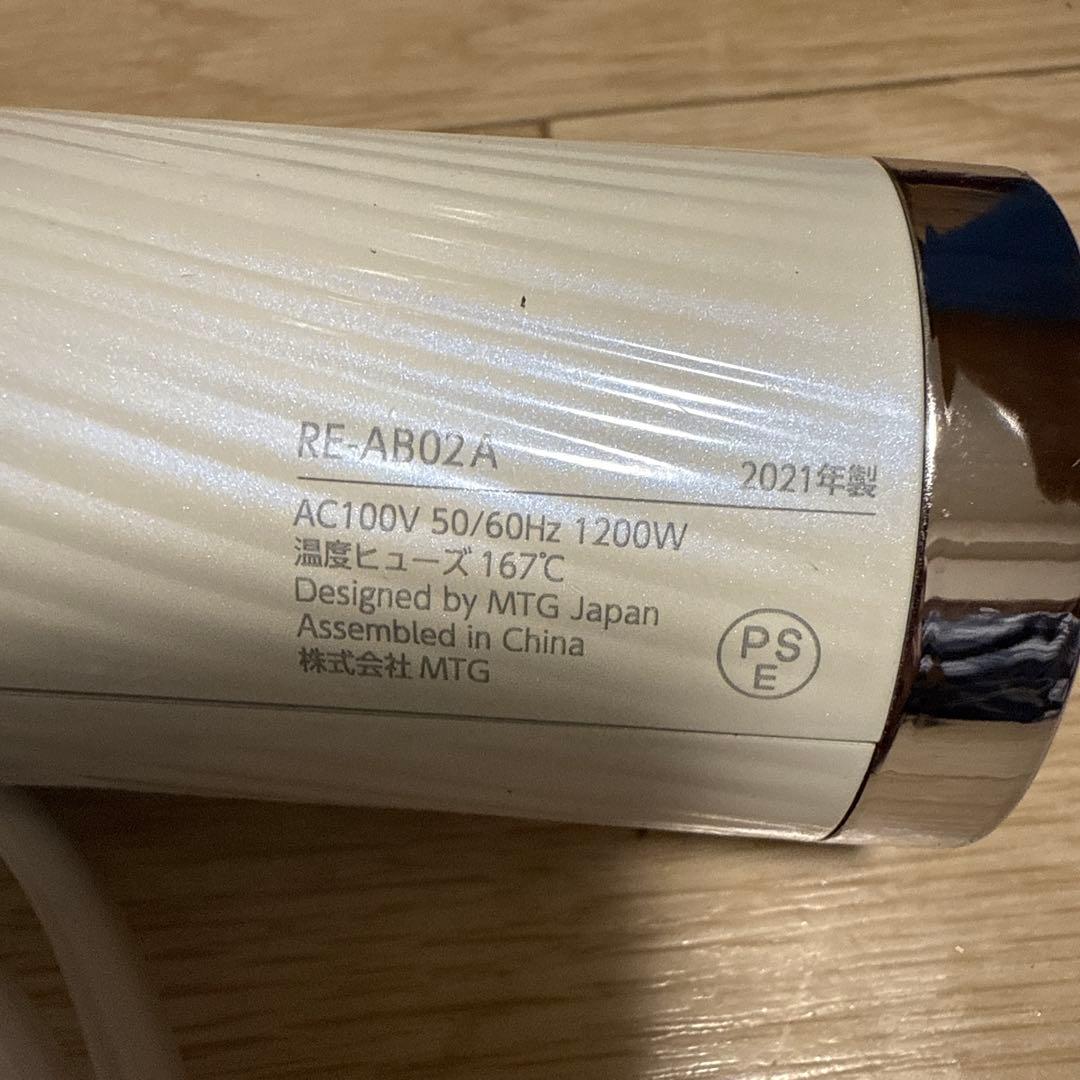 RE-AB02A
2021年製
AC100V 50/60Hz 1200W
温度ヒューズ 167℃
Designed by MTG Japan
Assembled in China
株式会社 MTG
PS
E